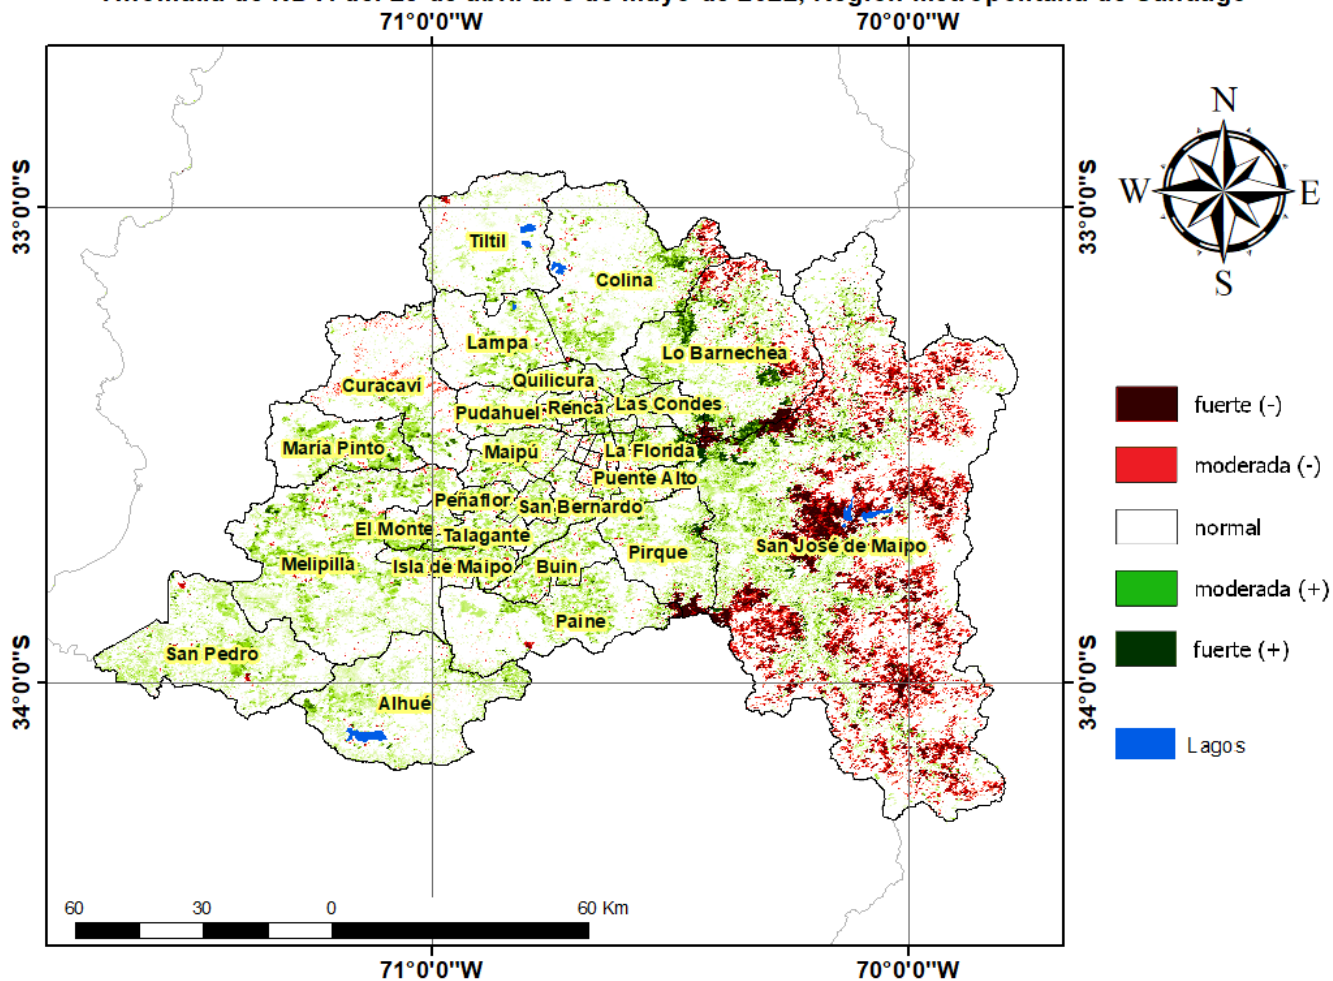 71°0'0"W 70°0'0"W
N
W E
S
33°0'0"S 33°0'0"S
Tiltil
Colina
Lampa
Lo Barnechea
Quilicura
Curacaví
Pudahuel Renca Las Condes
María Pinto Maipú La Florida
Puente Alto
Peñaflor San Bernardo
El Monte Talagante
Pirque San José de Maipo
Melipilla Isla de Maipo Buin
Paine
San Pedro
Alhué
34°0'0"S 34°0'0"S
fuerte (-)
moderada (-)
normal
moderada (+)
fuerte (+)
Lagos
60 30 0 60 Km
71°0'0"W 70°0'0"W